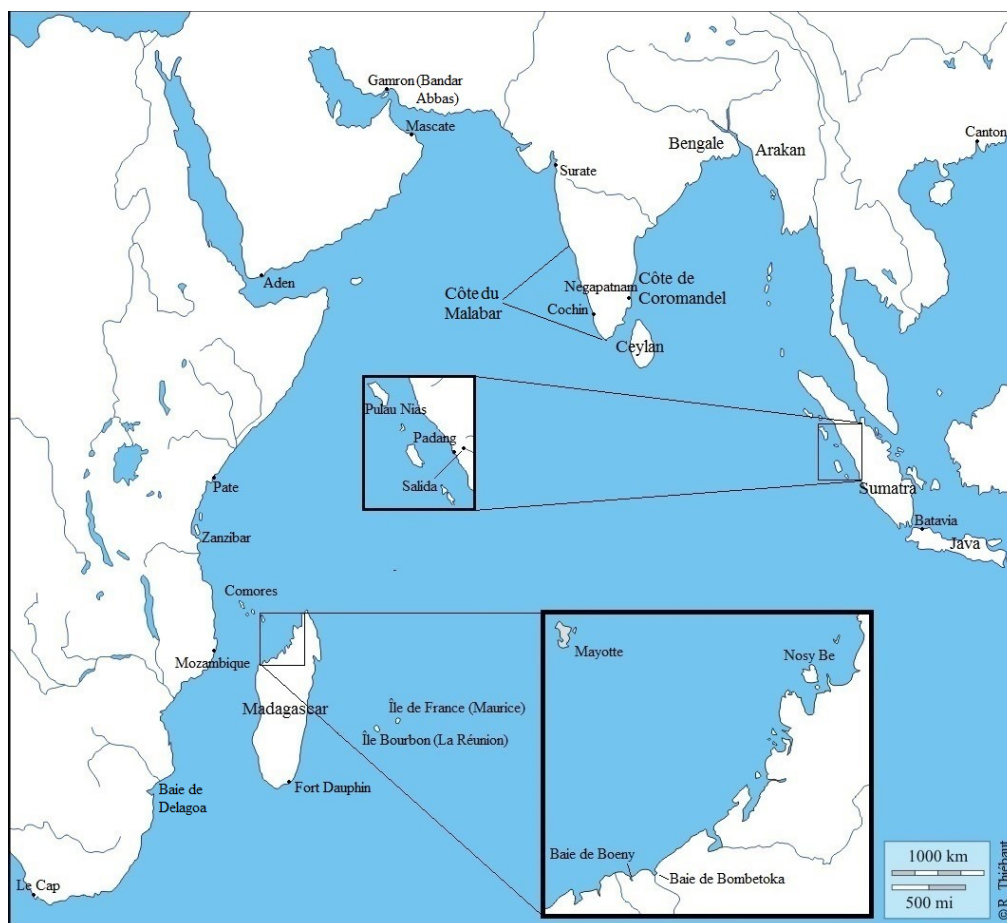 Gamron (Bandar
Abbas)
Mascate
Bengale
Arakan
Canton
Surate
Aden
Négapatnam
Côte de
Coromandel
Côte du
Malabar
Cochin
Ceylan
Pulau Nias
Padang
Salida
Pate
Sumatra
Batavia
Java
Zanzibar
Comores
Mozambique
Mayotte
Nosy Be
Madagascar
Île de France (Maurice)
Île Bourbon (La Réunion)
Fort Dauphin
Baie de
Delagoa
Baie de Boeny
Baie de Bombetoka
Le Cap
1000 km
500 mi
©R. Thiébaut